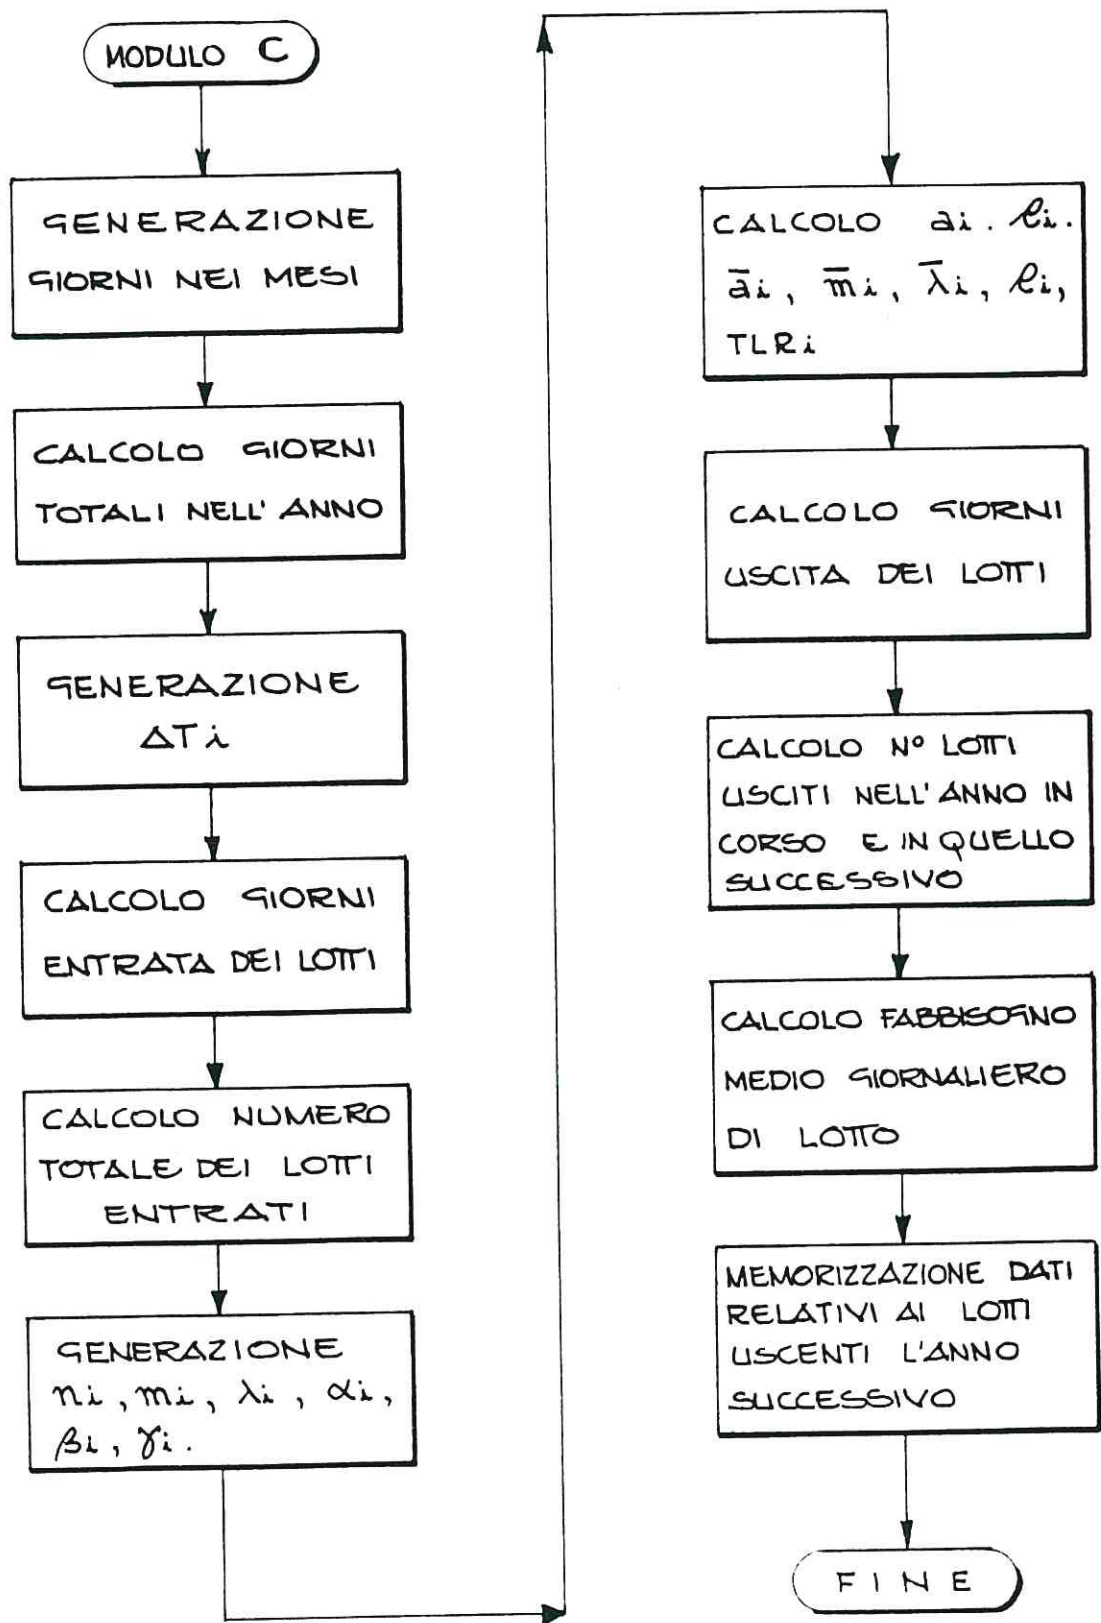 MODULO C
GENERAZIONE
GIORNI NEI MESI
CALCOLO GIORNI
TOTALI NELL'ANNO
GENERAZIONE
ΔTi
CALCOLO GIORNI
ENTRATA DEI LOTTI
CALCOLO NUMERO
TOTALE DEI LOTTI
ENTRATI
GENERAZIONE
ni, mi, λi, αi,
βi, γi.
CALCOLO ai. ℓi.
a̅i, m̅i, λ̅i, ℓi,
TLRi
CALCOLO GIORNI
USCITA DEI LOTTI
CALCOLO N° LOTTI
USCITI NELL'ANNO IN
CORSO E IN QUELLO
SUCCESSIVO
CALCOLO FABBISOGNO
MEDIO GIORNALIERO
DI LOTTO
MEMORIZZAZIONE DATI
RELATIVI AI LOTTI
USCENTI L'ANNO
SUCCESSIVO
FINE